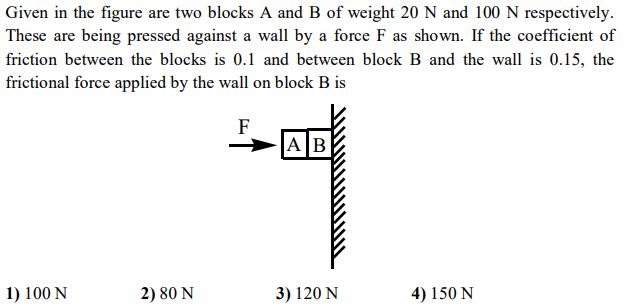 Given in the figure are two blocks A and B of weight 20 N and 100 N respectively.
These are being pressed against a wall by a force F as shown. If the coefficient of
friction between the blocks is 0.1 and between block B and the wall is 0.15, the
frictional force applied by the wall on block B is
F
A B
1) 100 N 2) 80 N 3) 120 N 4) 150 N